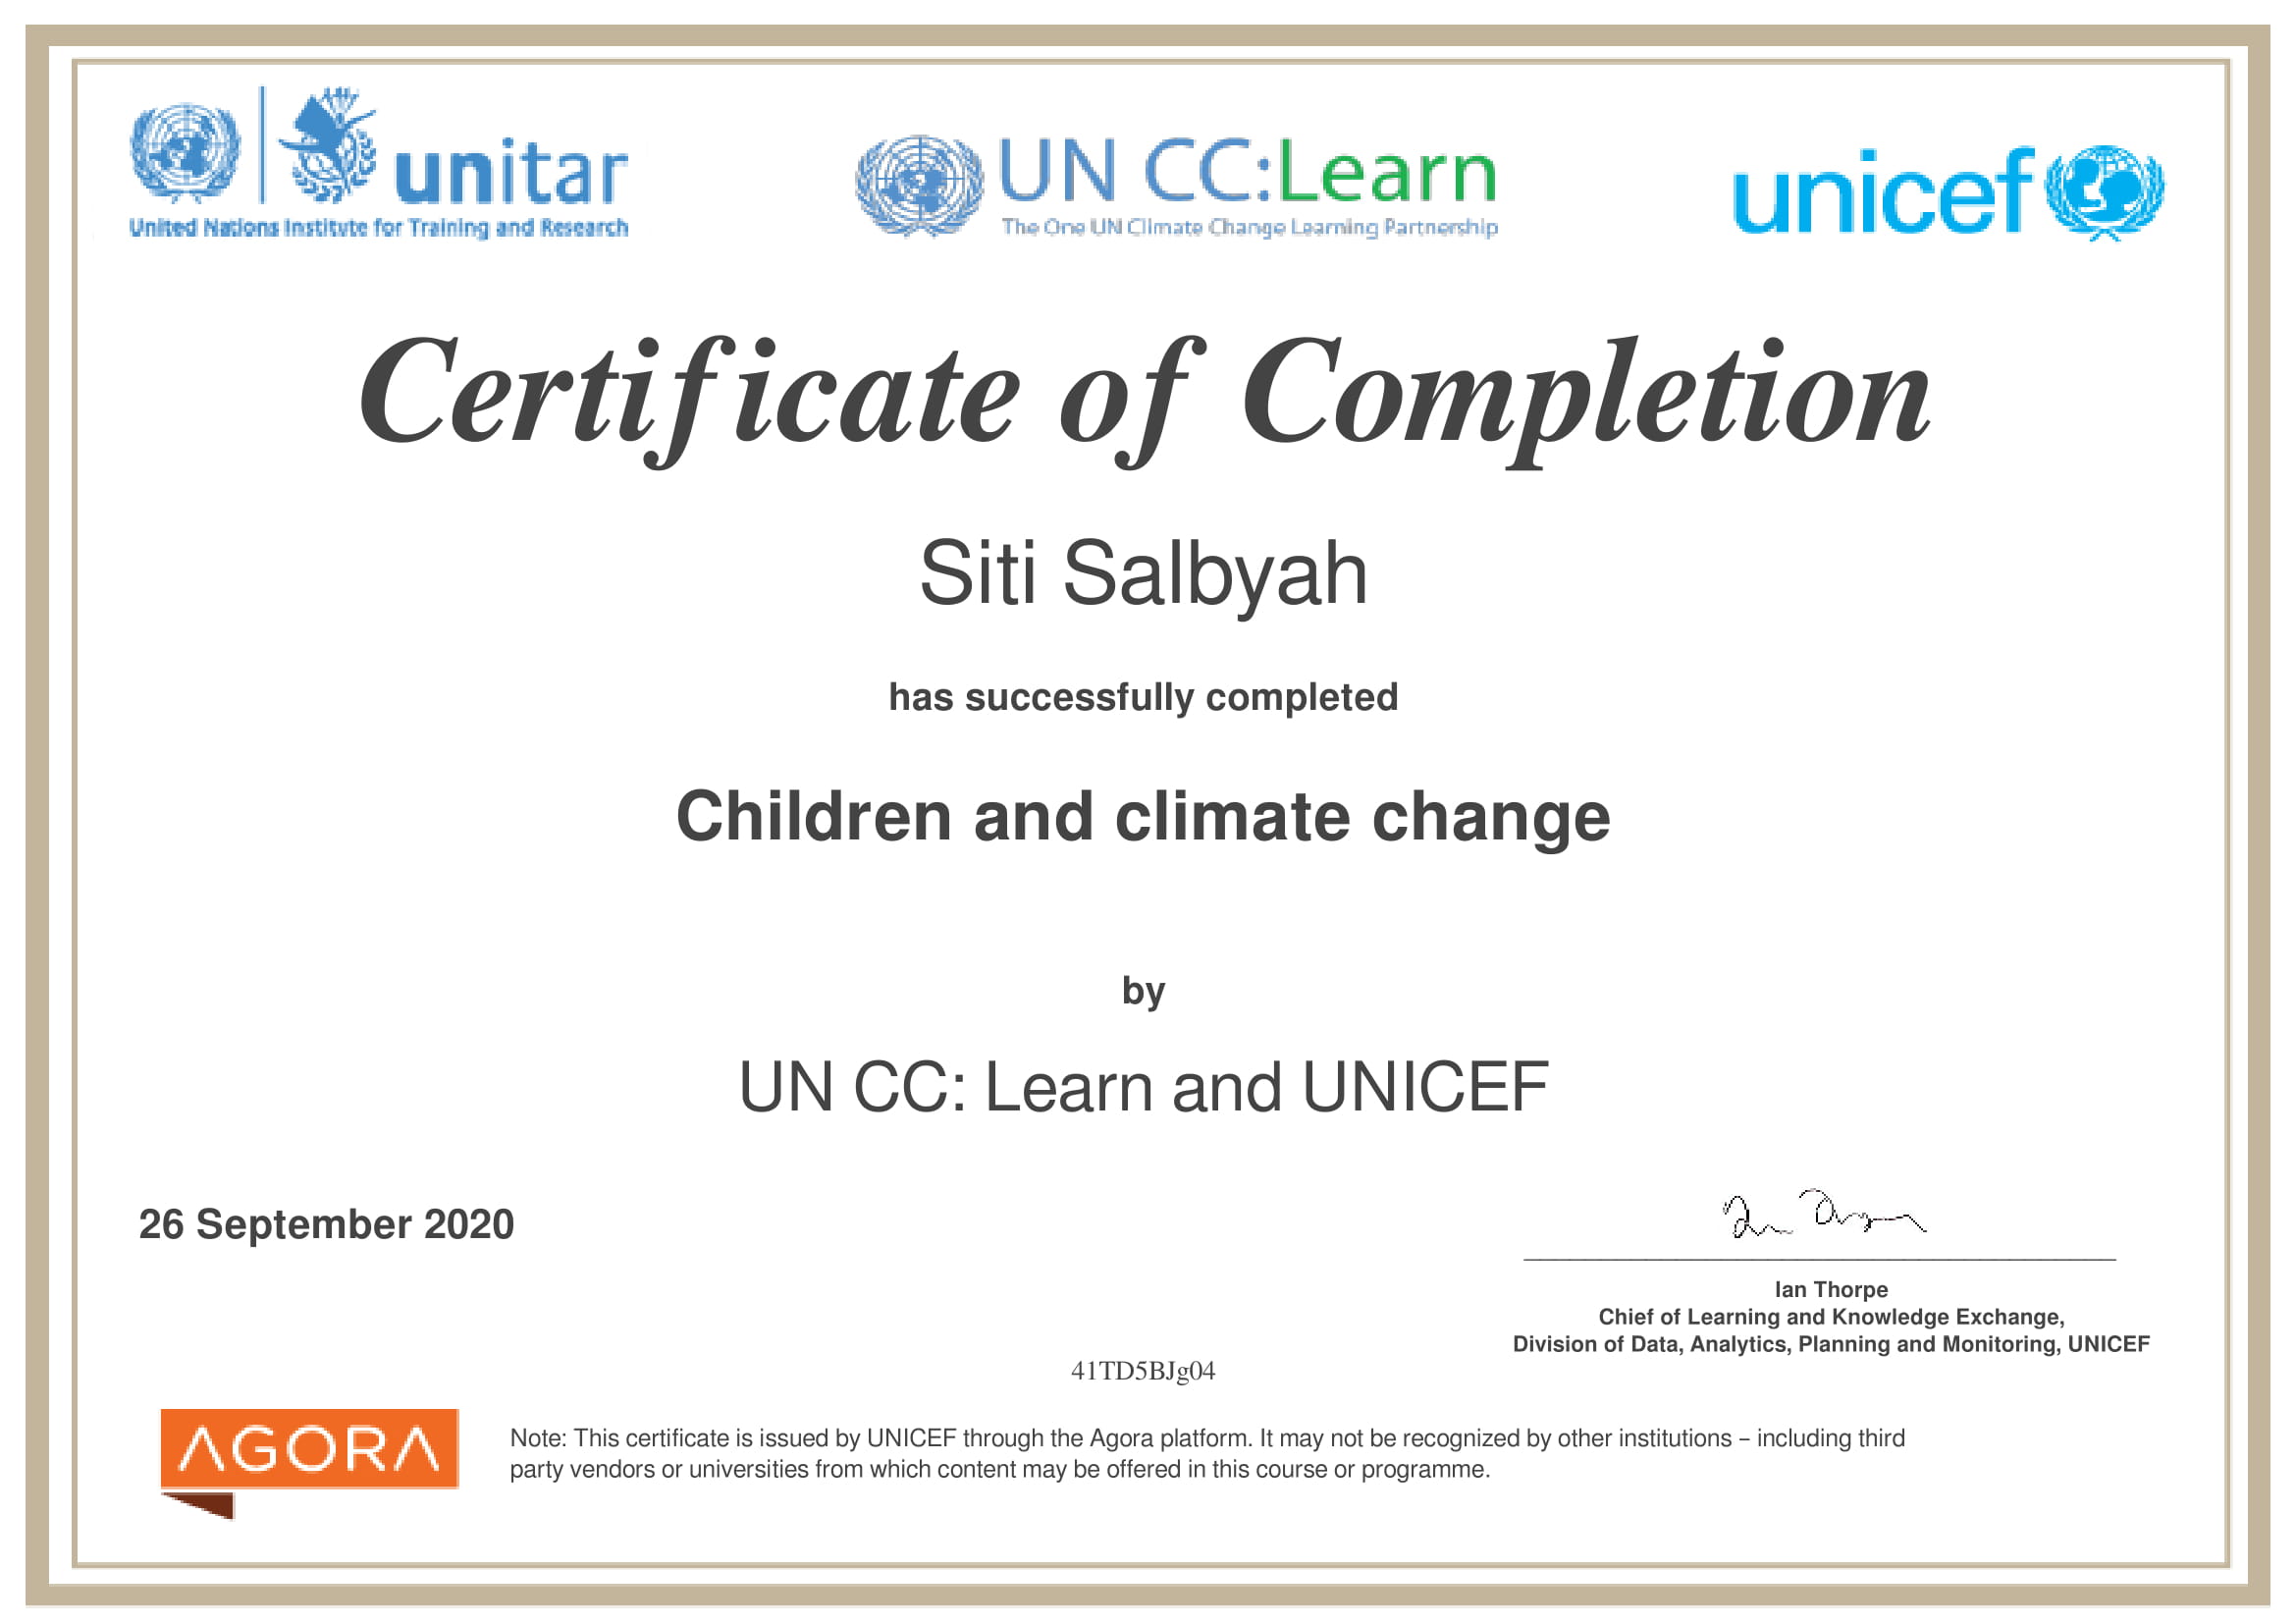 unitar
United Nations Institute for Training and Research
UN CC:Learn
The One UN Climate Change Learning Partnership
unicef
Certificate of Completion
Siti Salbyah
has successfully completed
Children and climate change
by
UN CC: Learn and UNICEF
26 September 2020
Ian Thorpe
Chief of Learning and Knowledge Exchange,
Division of Data, Analytics, Planning and Monitoring, UNICEF
41TD5BJg04
AGORA
Note: This certificate is issued by UNICEF through the Agora platform. It may not be recognized by other institutions – including third
party vendors or universities from which content may be offered in this course or programme.